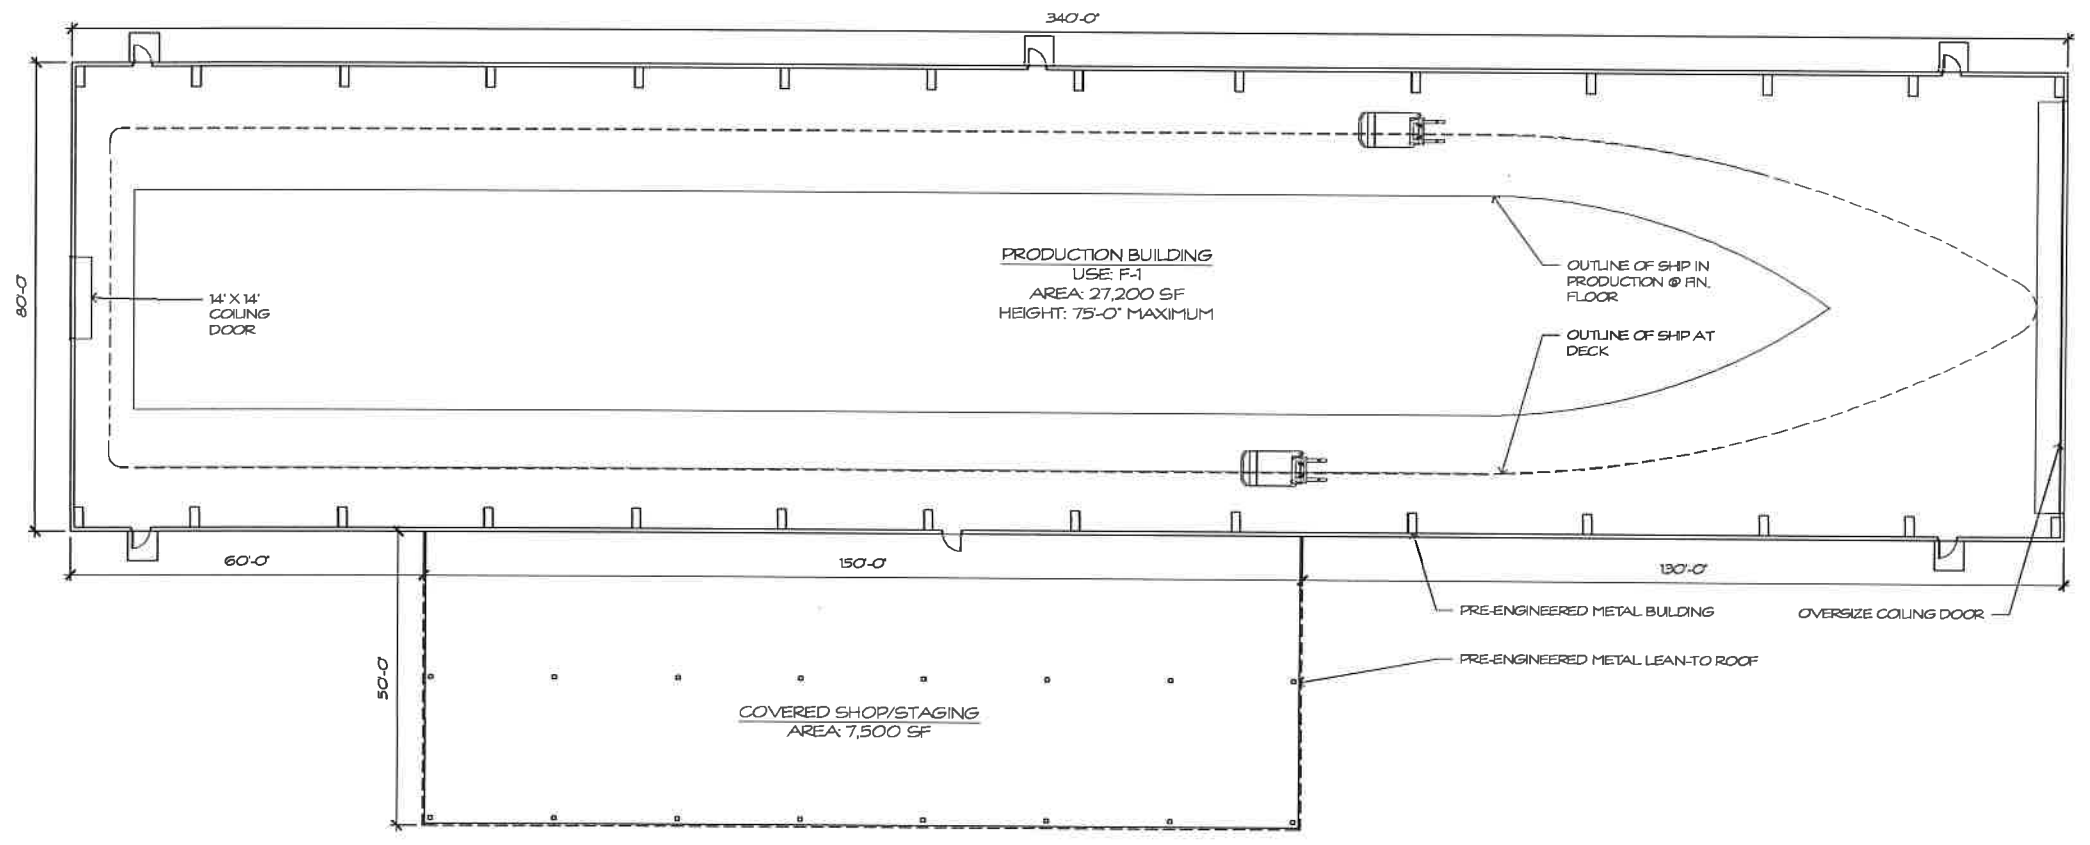 340'-0"
80'-0"
14' X 14'
COILING
DOOR
PRODUCTION BUILDING
USE: F-1
AREA: 27,200 SF
HEIGHT: 75'-0" MAXIMUM
OUTLINE OF SHIP IN
PRODUCTION @ FIN.
FLOOR
OUTLINE OF SHIP AT
DECK
60'-0"
150'-0"
130'-0"
PRE-ENGINEERED METAL BUILDING
OVERSIZE COILING DOOR
PRE-ENGINEERED METAL LEAN-TO ROOF
50'-0"
COVERED SHOP/STAGING
AREA: 7,500 SF